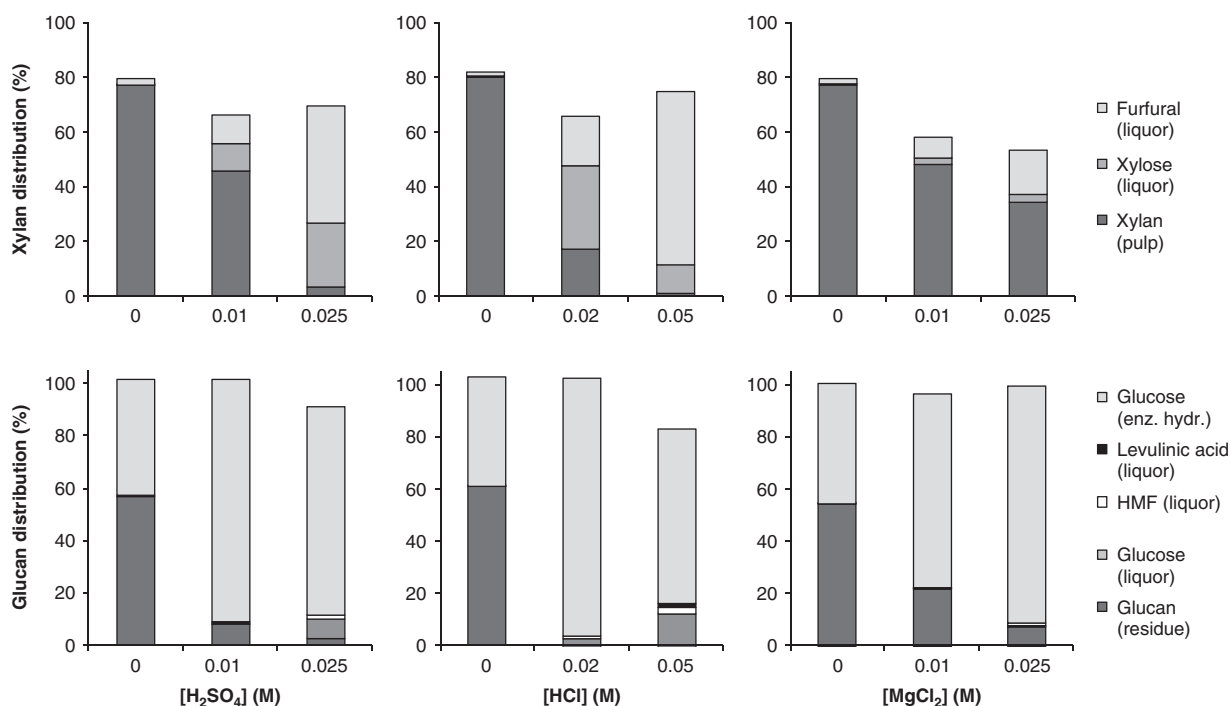 Xylan distribution (%)
100
80
60
40
20
0
0
0.01
0.025
100
80
60
40
20
0
0
0.02
0.05
100
80
60
40
20
0
0
0.01
0.025
Furfural
(liquor)
Xylose
(liquor)
Xylan
(pulp)
Glucan distribution (%)
100
80
60
40
20
0
0
0.01
0.025
[H₂SO₄] (M)
100
80
60
40
20
0
0
0.02
0.05
[HCl] (M)
100
80
60
40
20
0
0
0.01
0.025
[MgCl₂] (M)
Glucose
(enz. hydr.)
Levulinic acid
(liquor)
HMF (liquor)
Glucose
(liquor)
Glucan
(residue)